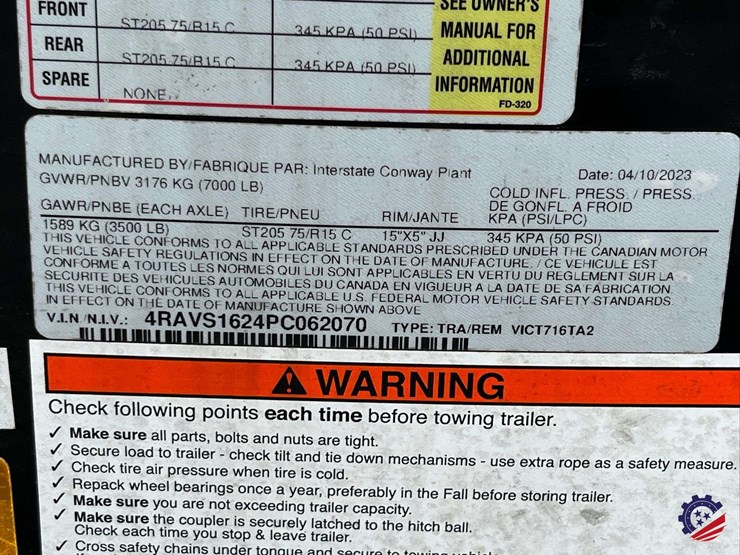 FRONT ST205 75/R15 C 345 KPA (50 PSI) SEE OWNER'S
MANUAL FOR
REAR ST205 75/R15 C 345 KPA (50 PSI) ADDITIONAL
SPARE NONE INFORMATION
FD-320
MANUFACTURED BY/FABRIQUE PAR: Interstate Conway Plant Date: 04/10/2023
GVWR/PNBV 3176 KG (7000 LB) COLD INFL. PRESS. / PRESS.
DE GONFL. A FROID
GAWR/PNBE (EACH AXLE) TIRE/PNEU RIM/JANTE KPA (PSI/LPC)
1589 KG (3500 LB) ST205 75/R15 C 15"X5" JJ 345 KPA (50 PSI)
THIS VEHICLE CONFORMS TO ALL APPLICABLE STANDARDS PRESCRIBED UNDER THE CANADIAN MOTOR
VEHICLE SAFETY REGULATIONS IN EFFECT ON THE DATE OF MANUFACTURE. / CE VEHICULE EST
CONFORME A TOUTES LES NORMES QUI LUI SONT APPLICABLES EN VERTU DU REGLEMENT SUR LA
SECURITE DES VEHICULES AUTOMOBILES DU CANADA EN VIGUEUR A LA DATE DE SA FABRICATION.
THIS VEHICLE CONFORMS TO ALL APPLICABLE U.S. FEDERAL MOTOR VEHICLE SAFETY STANDARDS
IN EFFECT ON THE DATE OF MANUFACTURE SHOWN ABOVE
V.I.N /N.I.V.: 4RAVS1624PC062070 TYPE: TRA/REM VICT716TA2
WARNING
Check following points each time before towing trailer.
✓ Make sure all parts, bolts and nuts are tight.
✓ Secure load to trailer - check tilt and tie down mechanisms - use extra rope as a safety measure.
✓ Check tire air pressure when tire is cold.
✓ Repack wheel bearings once a year, preferably in the Fall before storing trailer.
✓ Make sure you are not exceeding trailer capacity.
✓ Make sure the coupler is securely latched to the hitch ball.
Check each time you stop & leave trailer.
✓ Cross safety chains under tongue and secure to towing